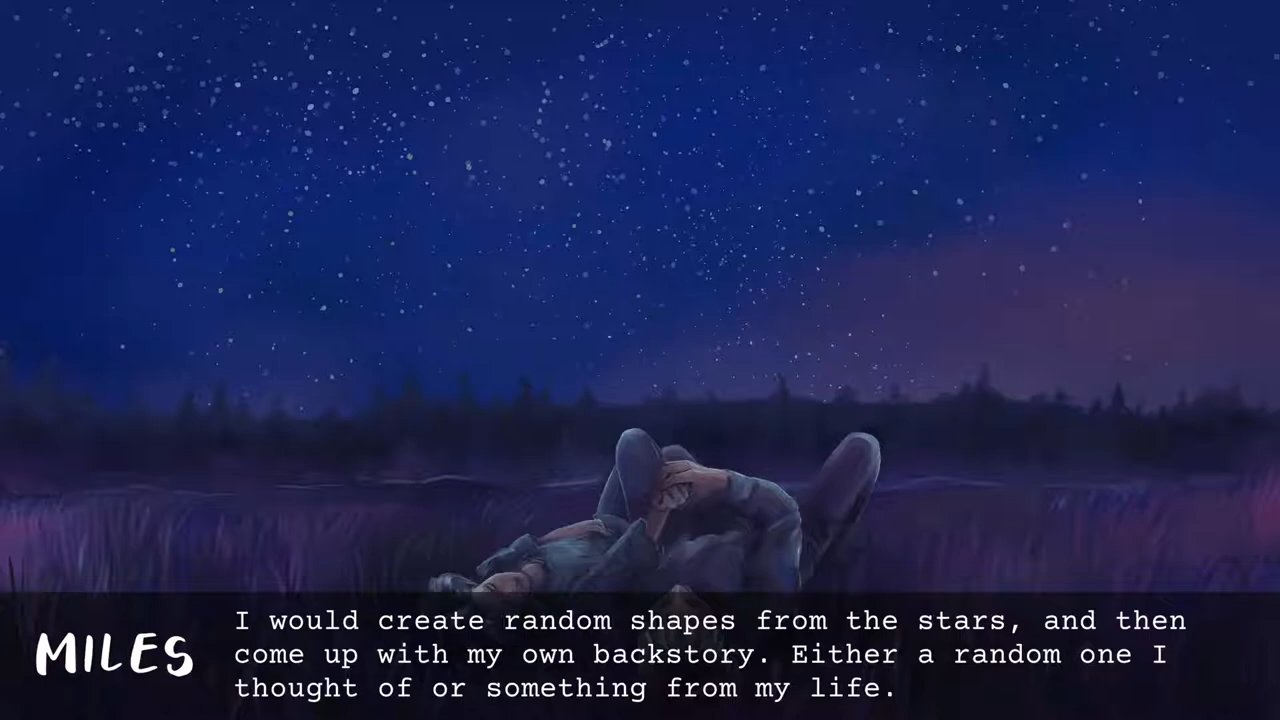 MILES
I would create random shapes from the stars, and then
come up with my own backstory. Either a random one I
thought of or something from my life.